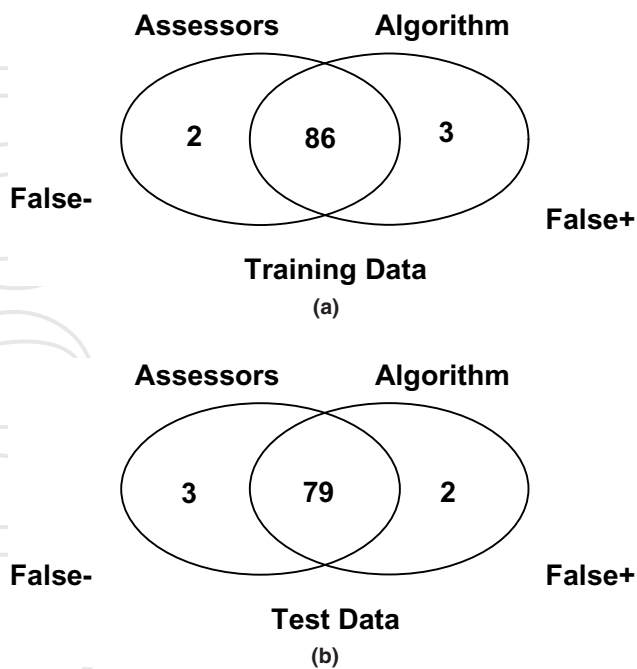 Assessors Algorithm
2 86 3
False-
False+
Training Data
(a)
Assessors Algorithm
3 79 2
False- False+
Test Data
(b)